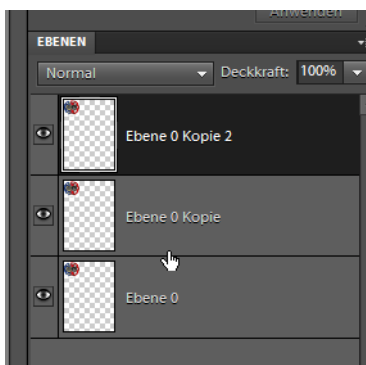 Anwenden
EBENEN
Normal Deckkraft: 100%
Ebene 0 Kopie 2
Ebene 0 Kopie
Ebene 0